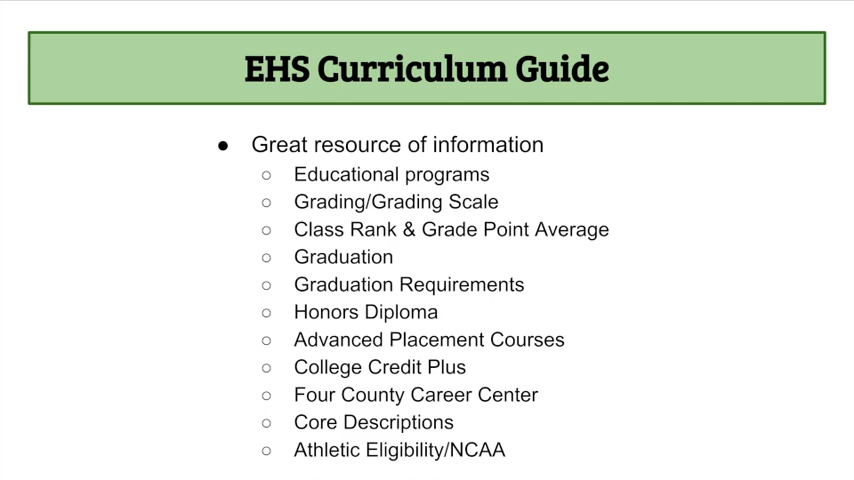 EHS Curriculum Guide
● Great resource of information
○ Educational programs
○ Grading/Grading Scale
○ Class Rank & Grade Point Average
○ Graduation
○ Graduation Requirements
○ Honors Diploma
○ Advanced Placement Courses
○ College Credit Plus
○ Four County Career Center
○ Core Descriptions
○ Athletic Eligibility/NCAA